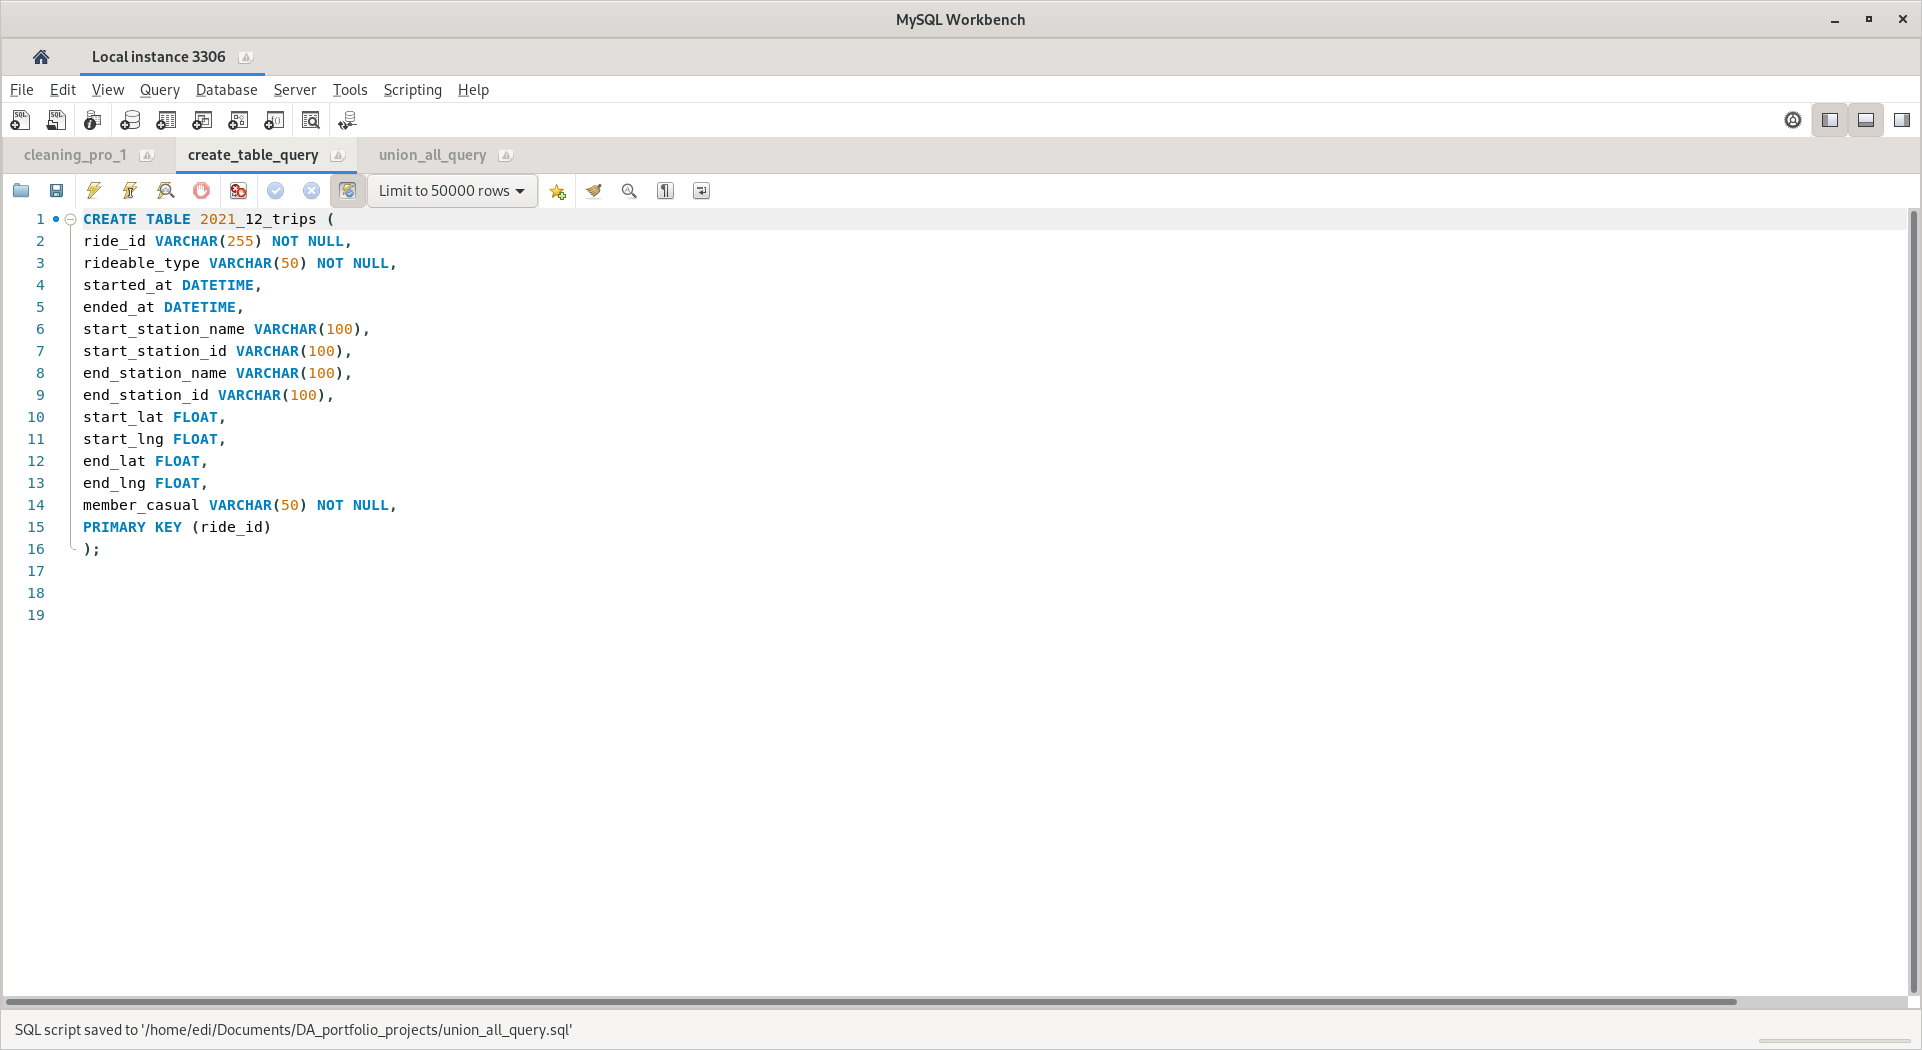 MySQL Workbench
Local instance 3306
File Edit View Query Database Server Tools Scripting Help
cleaning_pro_1 create_table_query union_all_query
Limit to 50000 rows
1 CREATE TABLE 2021_12_trips (
2 ride_id VARCHAR(255) NOT NULL,
3 rideable_type VARCHAR(50) NOT NULL,
4 started_at DATETIME,
5 ended_at DATETIME,
6 start_station_name VARCHAR(100),
7 start_station_id VARCHAR(100),
8 end_station_name VARCHAR(100),
9 end_station_id VARCHAR(100),
10 start_lat FLOAT,
11 start_lng FLOAT,
12 end_lat FLOAT,
13 end_lng FLOAT,
14 member_casual VARCHAR(50) NOT NULL,
15 PRIMARY KEY (ride_id)
16 );
17
18
19
SQL script saved to '/home/edi/Documents/DA_portfolio_projects/union_all_query.sql'